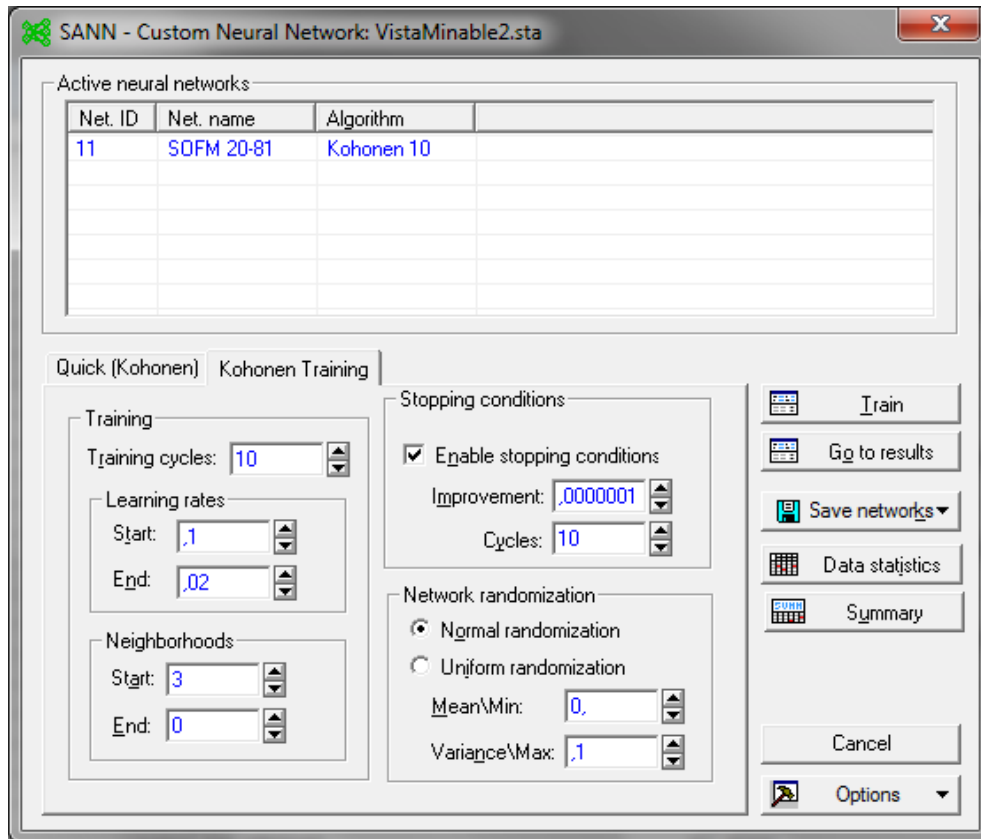 SANN - Custom Neural Network: VistaMinable2.sta
Active neural networks
Net. ID Net. name Algorithm
11 SOFM 20-81 Kohonen 10
Quick (Kohonen) Kohonen Training
Training
Training cycles: 10
Learning rates
Start: ,1
End: ,02
Neighborhoods
Start: 3
End: 0
Stopping conditions
Enable stopping conditions
Improvement: ,0000001
Cycles: 10
Network randomization
Normal randomization
Uniform randomization
Mean\Min: 0,
Variance\Max: ,1
Train
Go to results
Save networks
Data statistics
Summary
Cancel
Options